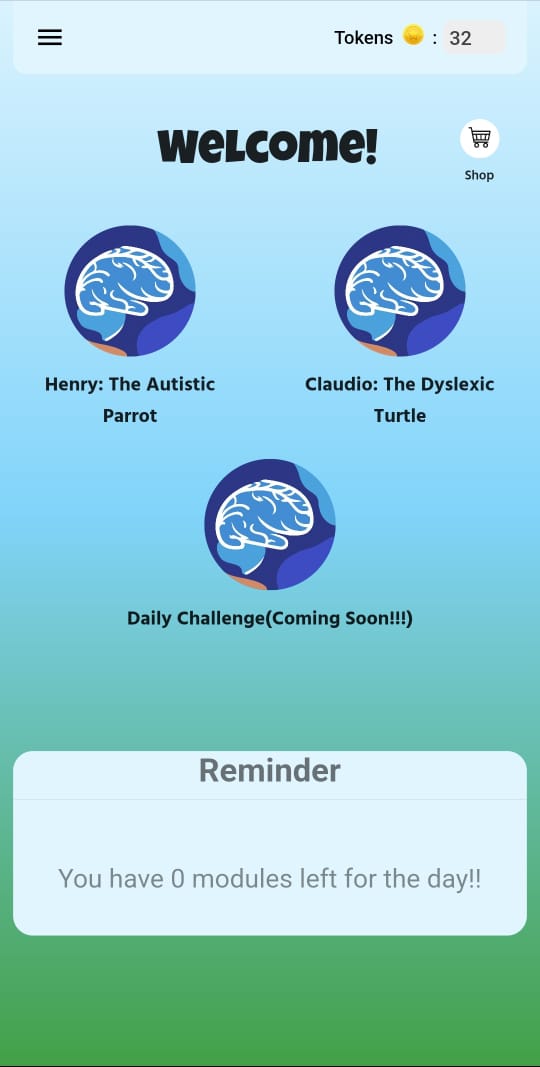 Tokens : 32
Welcome!
Shop
Henry: The Autistic
Parrot
Claudio: The Dyslexic
Turtle
Daily Challenge(Coming Soon!!!)
Reminder
You have 0 modules left for the day!!